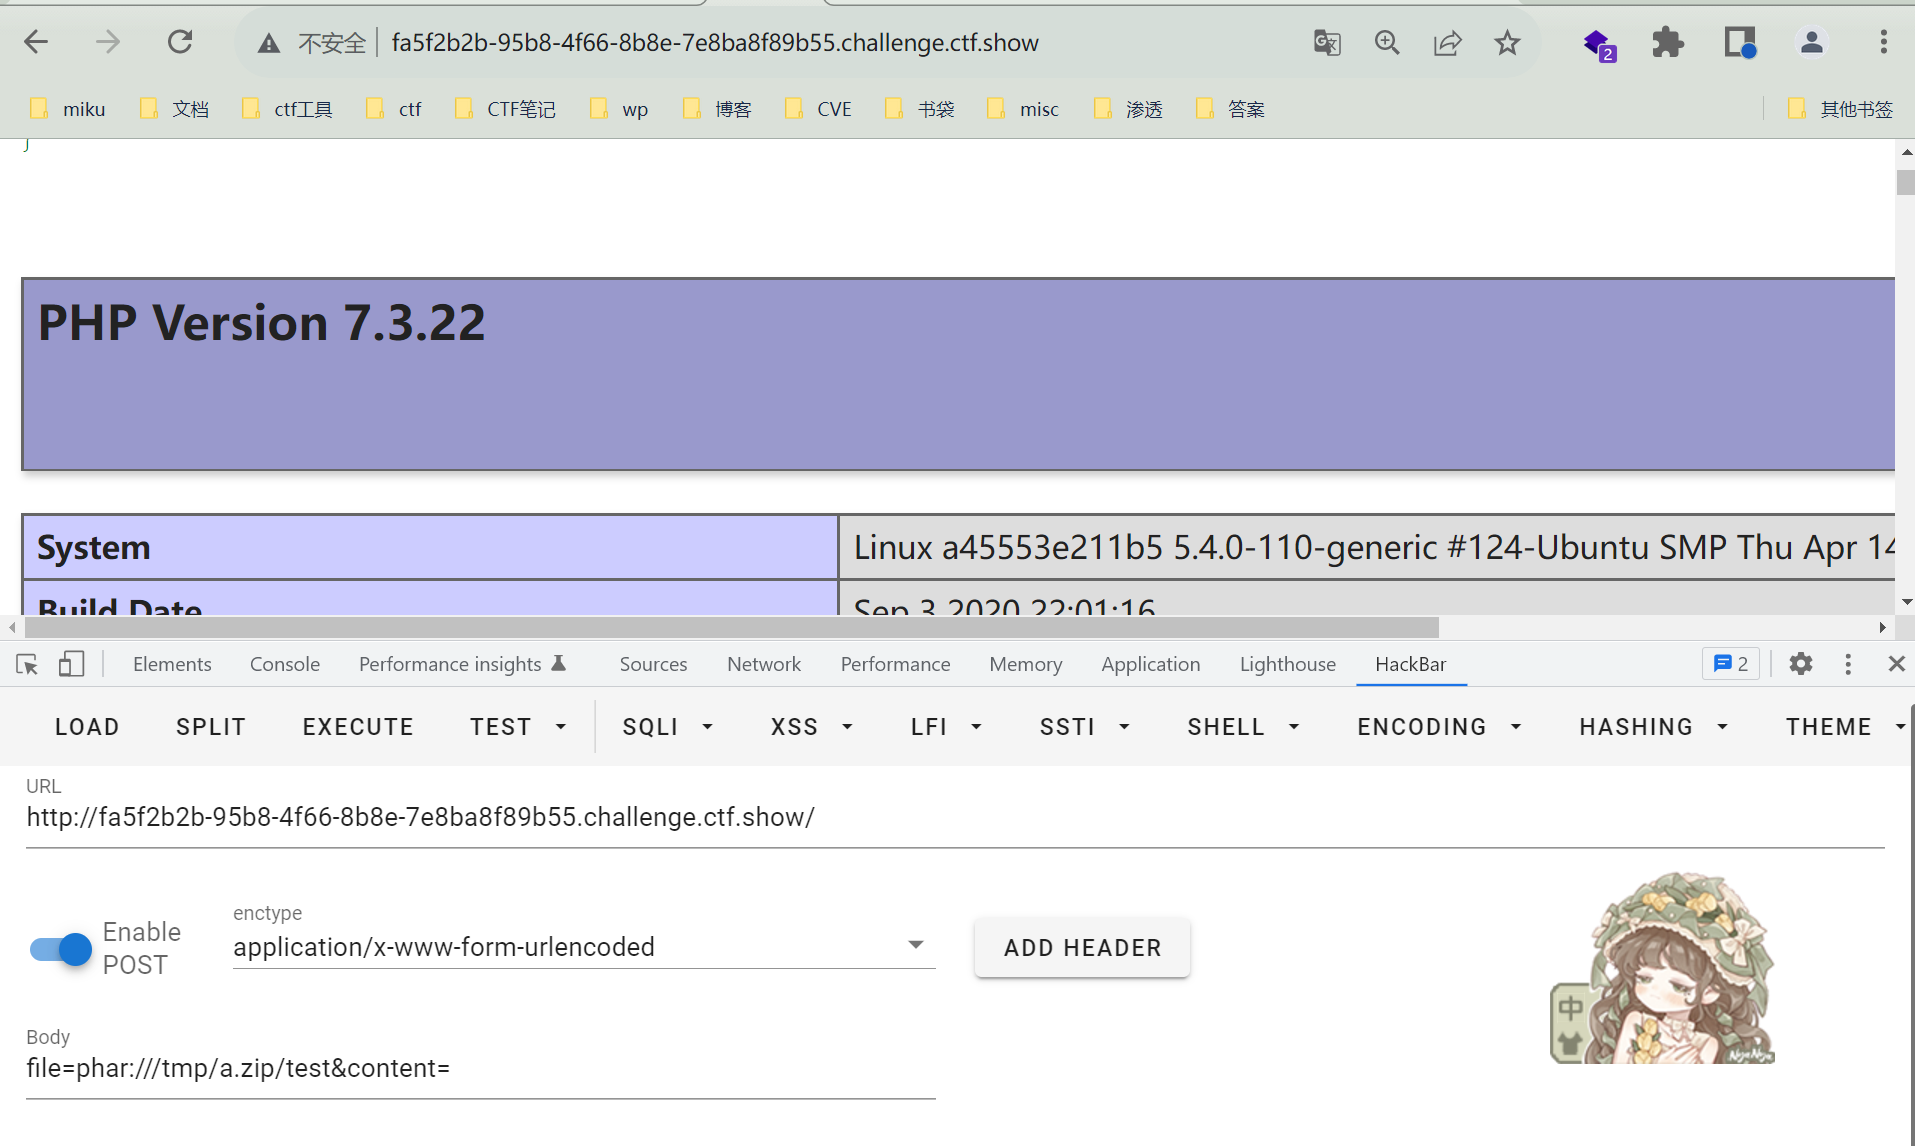 不安全 fa5f2b2b-95b8-4f66-8b8e-7e8ba8f89b55.challenge.ctf.show 2
miku 文档 ctf工具 ctf CTF笔记 wp 博客 CVE 书袋 misc 渗透 答案 其他书签
}
PHP Version 7.3.22
System Linux a45553e211b5 5.4.0-110-generic #124-Ubuntu SMP Thu Apr 14
Build Date Sep 3 2020 22:01:16
Elements Console Performance insights Sources Network Performance Memory Application Lighthouse HackBar 2
LOAD SPLIT EXECUTE TEST SQLI XSS LFI SSTI SHELL ENCODING HASHING THEME
URL
http://fa5f2b2b-95b8-4f66-8b8e-7e8ba8f89b55.challenge.ctf.show/
Enable
POST
enctype
application/x-www-form-urlencoded
ADD HEADER
中
Body
file=phar:///tmp/a.zip/test&content=